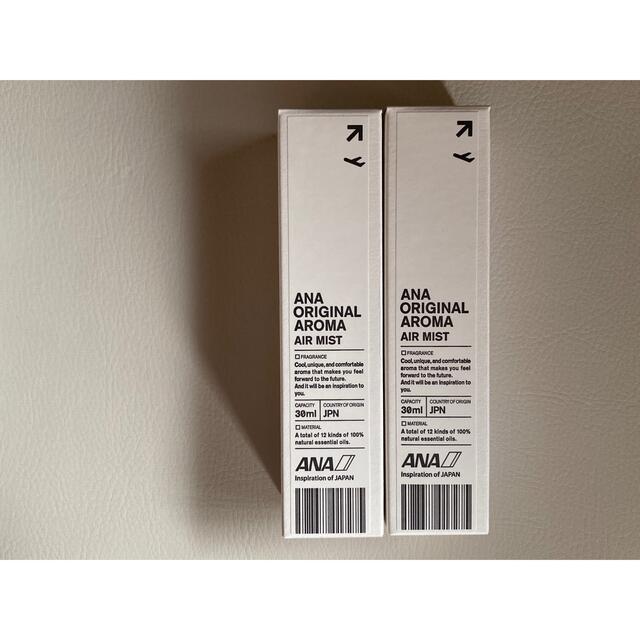 ANA
ORIGINAL
AROMA
AIR MIST
FRAGRANCE
Cool, unique, and comfortable
aroma that makes you feel
forward to the future.
And it will be an inspiration to
you.
CAPACITY
COUNTRY OF ORIGIN
30ml
JPN
MATERIAL
A total of 12 kinds of 100%
natural essential oils.
ANA
Inspiration of JAPAN
ANA
ORIGINAL
AROMA
AIR MIST
FRAGRANCE
Cool, unique, and comfortable
aroma that makes you feel
forward to the future.
And it will be an inspiration to
you.
CAPACITY
COUNTRY OF ORIGIN
30ml
JPN
MATERIAL
A total of 12 kinds of 100%
natural essential oils.
ANA
Inspiration of JAPAN